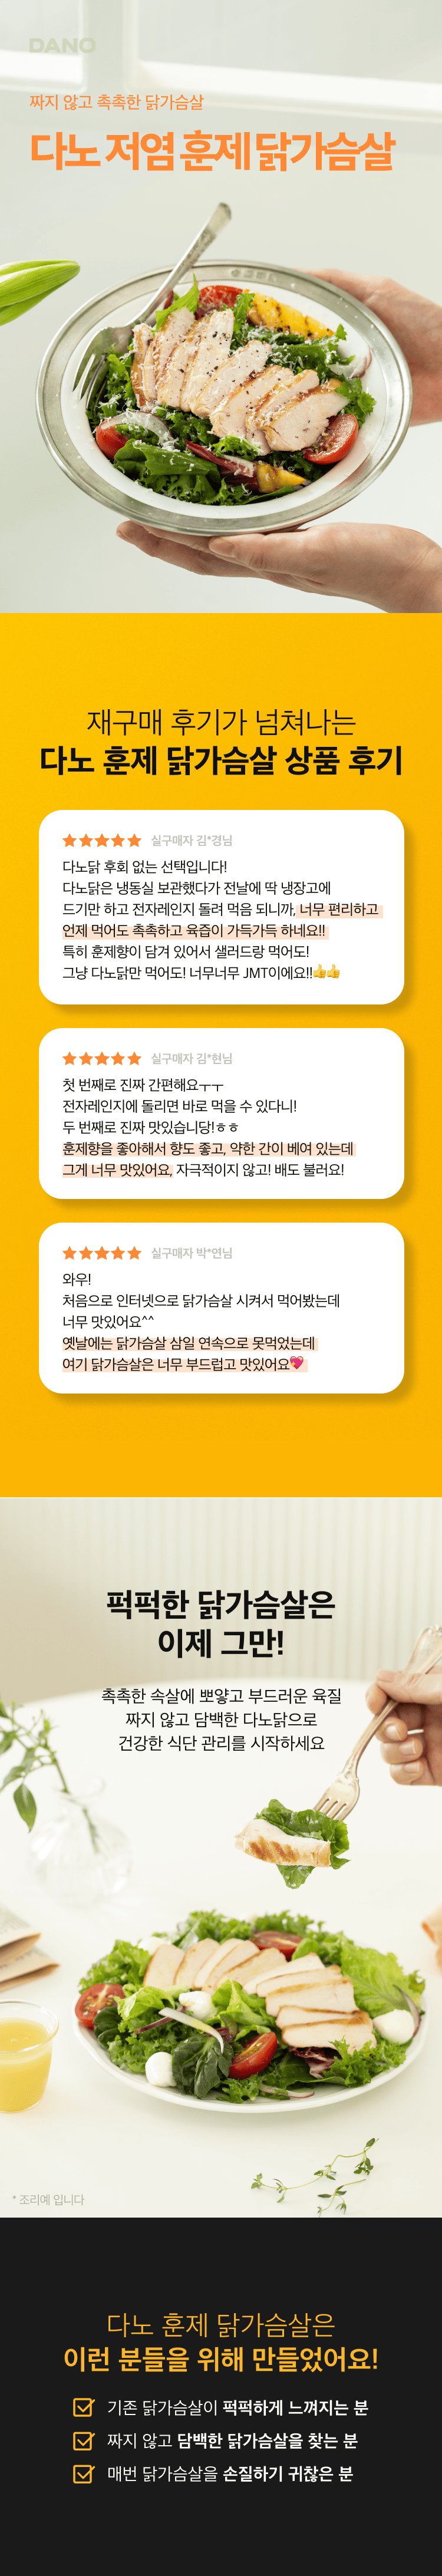 DANO
짜지 않고 촉촉한 닭가슴살
다노 저염 훈제 닭가슴살
재구매 후기가 넘쳐나는
다노 훈제 닭가슴살 상품 후기
★★★★★ 실구매자 김*경님
다노닭 후회 없는 선택입니다!
다노닭은 냉동실 보관했다가 전날에 딱 냉장고에
드기만 하고 전자레인지 돌려 먹음 되니까, 너무 편리하고
언제 먹어도 촉촉하고 육즙이 가득가득 하네요!!
특히 훈제향이 담겨 있어서 샐러드랑 먹어도!
그냥 다노닭만 먹어도! 너무너무 JMT이에요!!👍👍
★★★★★ 실구매자 김*현님
첫 번째로 진짜 간편해요ㅜㅜ
전자레인지에 돌리면 바로 먹을 수 있다니!
두 번째로 진짜 맛있습니당!ㅎㅎ
훈제향을 좋아해서 향도 좋고, 약한 간이 베여 있는데
그게 너무 맛있어요, 자극적이지 않고! 배도 불러요!
★★★★★ 실구매자 박*연님
와우!
처음으로 인터넷으로 닭가슴살 시켜서 먹어봤는데
너무 맛있어요^^
옛날에는 닭가슴살 삼일 연속으로 못먹었는데
여기 닭가슴살은 너무 부드럽고 맛있어요💖
퍽퍽한 닭가슴살은
이제 그만!
촉촉한 속살에 뽀얗고 부드러운 육질
짜지 않고 담백한 다노닭으로
건강한 식단 관리를 시작하세요
* 조리예 입니다
다노 훈제 닭가슴살은
이런 분들을 위해 만들었어요!
기존 닭가슴살이 퍽퍽하게 느껴지는 분
짜지 않고 담백한 닭가슴살을 찾는 분
매번 닭가슴살을 손질하기 귀찮은 분